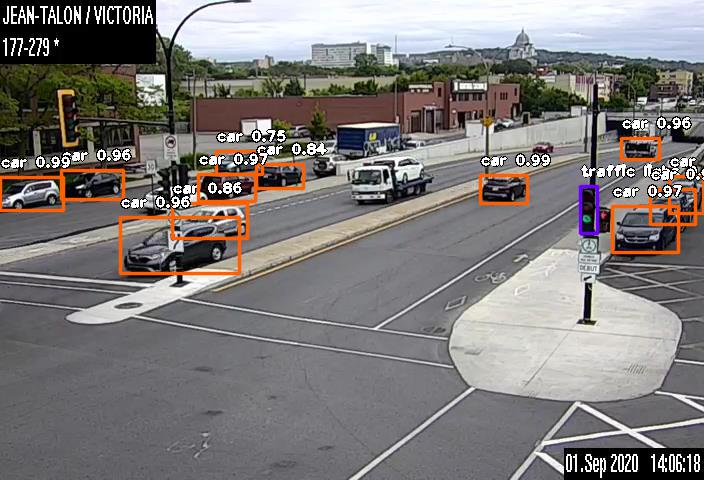 JEAN-TALON / VICTORIA
177-279 *
car 0.75
car 0.84
car 0.99
car 0.96
car 0.97
car 0.99
car 0.96
car 0.86
car 0.96
traffic
car
car 0.97
DÉBUT
01.Sep 2020 14:06:18